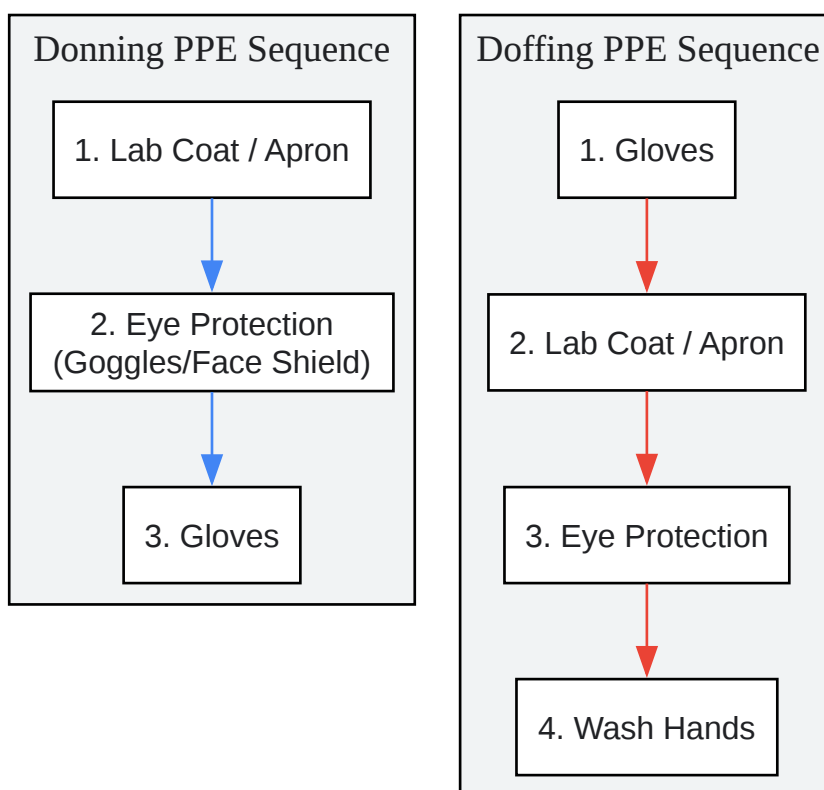 Donning PPE Sequence
1. Lab Coat / Apron
2. Eye Protection
(Goggles/Face Shield)
3. Gloves
Doffing PPE Sequence
1. Gloves
2. Lab Coat / Apron
3. Eye Protection
4. Wash Hands